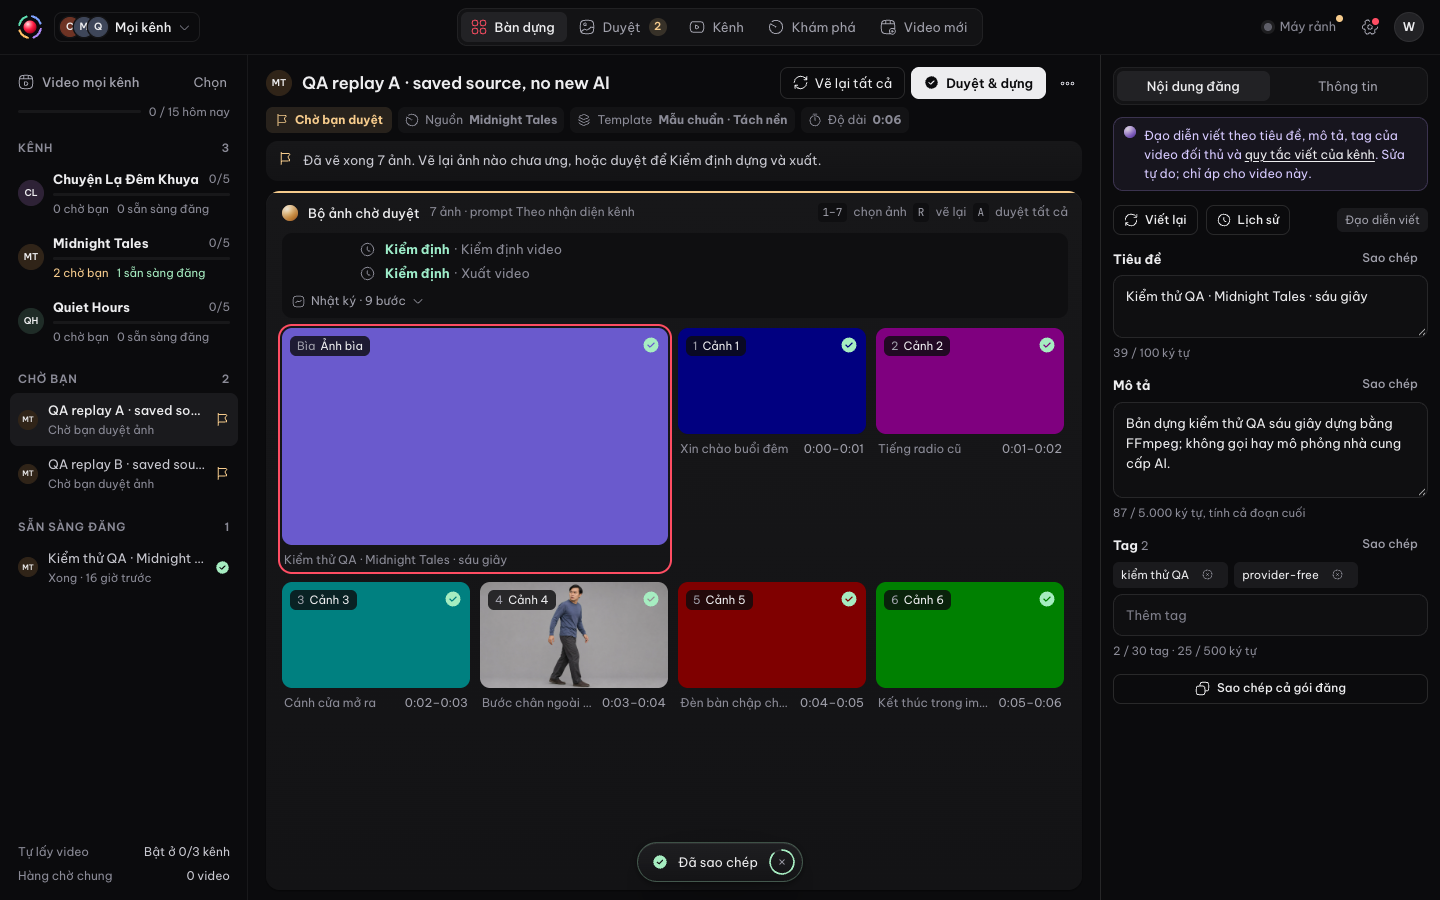 C M Q Mọi kênh
Bàn dựng
Duyệt 2
Kênh
Khám phá
Video mới
Máy rảnh
W
Video mọi kênh Chọn
0 / 15 hôm nay
KÊNH 3
CL Chuyện Lạ Đêm Khuya 0/5
0 chờ bạn 0 sẵn sàng đăng
MT Midnight Tales 0/5
2 chờ bạn 1 sẵn sàng đăng
QH Quiet Hours 0/5
0 chờ bạn 0 sẵn sàng đăng
CHỜ BẠN 2
MT QA replay A · saved so...
Chờ bạn duyệt ảnh
MT QA replay B · saved sou...
Chờ bạn duyệt ảnh
SẴN SÀNG ĐĂNG 1
MT Kiểm thử QA · Midnight ...
Xong · 16 giờ trước
Tự lấy video Bật ở 0/3 kênh
Hàng chờ chung 0 video
MT QA replay A · saved source, no new AI
Vẽ lại tất cả
Duyệt & dựng
Chờ bạn duyệt
Nguồn Midnight Tales
Template Mẫu chuẩn · Tách nền
Độ dài 0:06
Đã vẽ xong 7 ảnh. Vẽ lại ảnh nào chưa ưng, hoặc duyệt để Kiểm định dựng và xuất.
Bộ ảnh chờ duyệt 7 ảnh · prompt Theo nhận diện kênh
1–7 chọn ảnh R vẽ lại A duyệt tất cả
Kiểm định · Kiểm định video
Kiểm định · Xuất video
Nhật ký · 9 bước
Bìa Ảnh bìa
Kiểm thử QA · Midnight Tales · sáu giây
1 Cảnh 1
Xin chào buổi đêm 0:00–0:01
2 Cảnh 2
Tiếng radio cũ 0:01–0:02
3 Cảnh 3
Cánh cửa mở ra 0:02–0:03
4 Cảnh 4
Bước chân ngoài ... 0:03–0:04
5 Cảnh 5
Đèn bàn chập ch... 0:04–0:05
6 Cảnh 6
Kết thúc trong im... 0:05–0:06
Đã sao chép
Nội dung đăng
Thông tin
Đạo diễn viết theo tiêu đề, mô tả, tag của
video đối thủ và quy tắc viết của kênh. Sửa
tự do; chỉ áp cho video này.
Viết lại
Lịch sử
Đạo diễn viết
Tiêu đề Sao chép
Kiểm thử QA · Midnight Tales · sáu giây
39 / 100 ký tự
Mô tả Sao chép
Bản dựng kiểm thử QA sáu giây dựng bằng
FFmpeg; không gọi hay mô phỏng nhà cung
cấp AI.
87 / 5.000 ký tự, tính cả đoạn cuối
Tag 2 Sao chép
kiểm thử QA
provider-free
Thêm tag
2 / 30 tag · 25 / 500 ký tự
Sao chép cả gói đăng